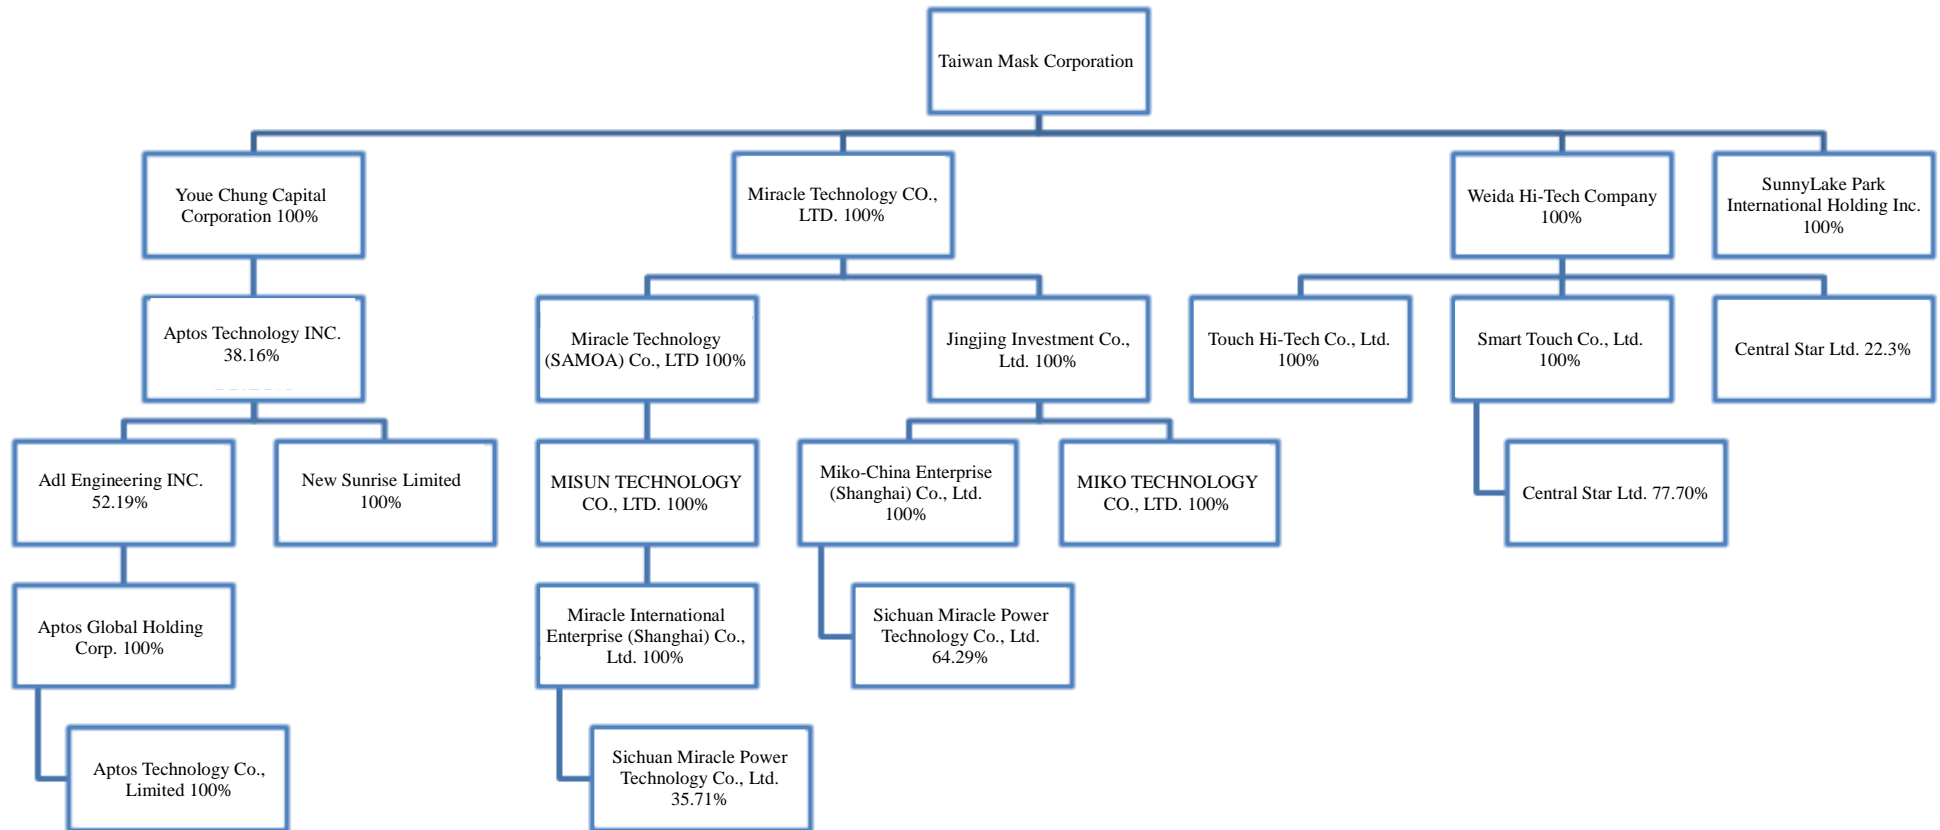 Taiwan Mask Corporation
Youe Chung Capital
Corporation 100%
Miracle Technology CO.,
LTD. 100%
Weida Hi-Tech Company
100%
SunnyLake Park
International Holding Inc.
100%
Aptos Technology INC.
38.16%
Miracle Technology
(SAMOA) Co., LTD 100%
Jingjing Investment Co.,
Ltd. 100%
Touch Hi-Tech Co., Ltd.
100%
Smart Touch Co., Ltd.
100%
Central Star Ltd. 22.3%
Adl Engineering INC.
52.19%
New Sunrise Limited
100%
MISUN TECHNOLOGY
CO., LTD. 100%
Miko-China Enterprise
(Shanghai) Co., Ltd.
100%
MIKO TECHNOLOGY
CO., LTD. 100%
Central Star Ltd. 77.70%
Aptos Global Holding
Corp. 100%
Miracle International
Enterprise (Shanghai) Co.,
Ltd. 100%
Sichuan Miracle Power
Technology Co., Ltd.
64.29%
Aptos Technology Co.,
Limited 100%
Sichuan Miracle Power
Technology Co., Ltd.
35.71%